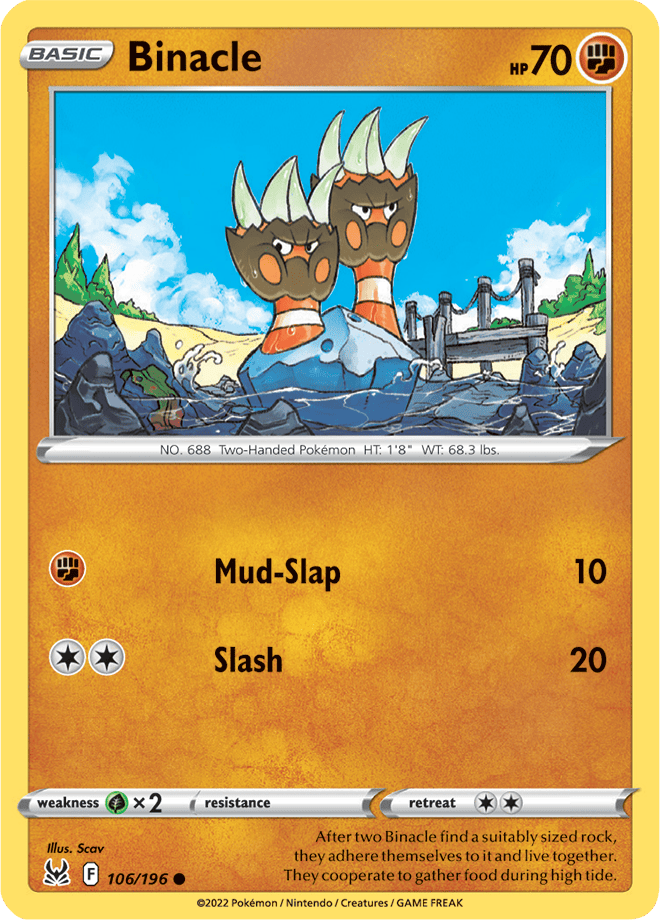 BASIC Binacle HP 70
NO. 688 Two-Handed Pokémon HT: 1'8" WT: 68.3 lbs.
Mud-Slap 10
Slash 20
weakness ×2 resistance retreat
Illus. Scav
F 106/196
After two Binacle find a suitably sized rock,
they adhere themselves to it and live together.
They cooperate to gather food during high tide.
©2022 Pokémon / Nintendo / Creatures / GAME FREAK